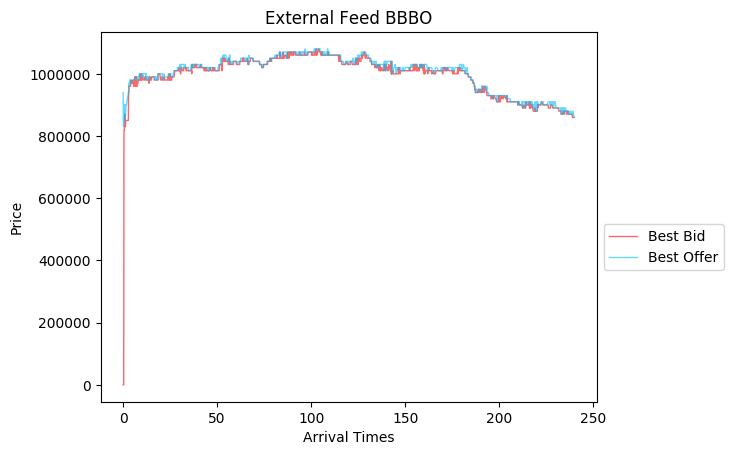 External Feed BBBO
1000000
800000
600000
400000
200000
0
Price
0 50 100 150 200 250
Arrival Times
Best Bid
Best Offer